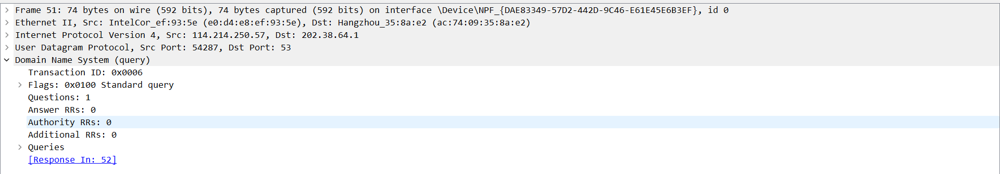 Frame 51: 74 bytes on wire (592 bits), 74 bytes captured (592 bits) on interface \Device\NPF_{DAE83349-57D2-442D-9C46-E61E45E6B3EF}, id 0
Ethernet II, Src: IntelCor_ef:93:5e (e0:d4:e8:ef:93:5e), Dst: Hangzhou_35:8a:e2 (ac:74:09:35:8a:e2)
Internet Protocol Version 4, Src: 114.214.250.57, Dst: 202.38.64.1
User Datagram Protocol, Src Port: 54287, Dst Port: 53
Domain Name System (query)
Transaction ID: 0x0006
Flags: 0x0100 Standard query
Questions: 1
Answer RRs: 0
Authority RRs: 0
Additional RRs: 0
Queries
[Response In: 52]